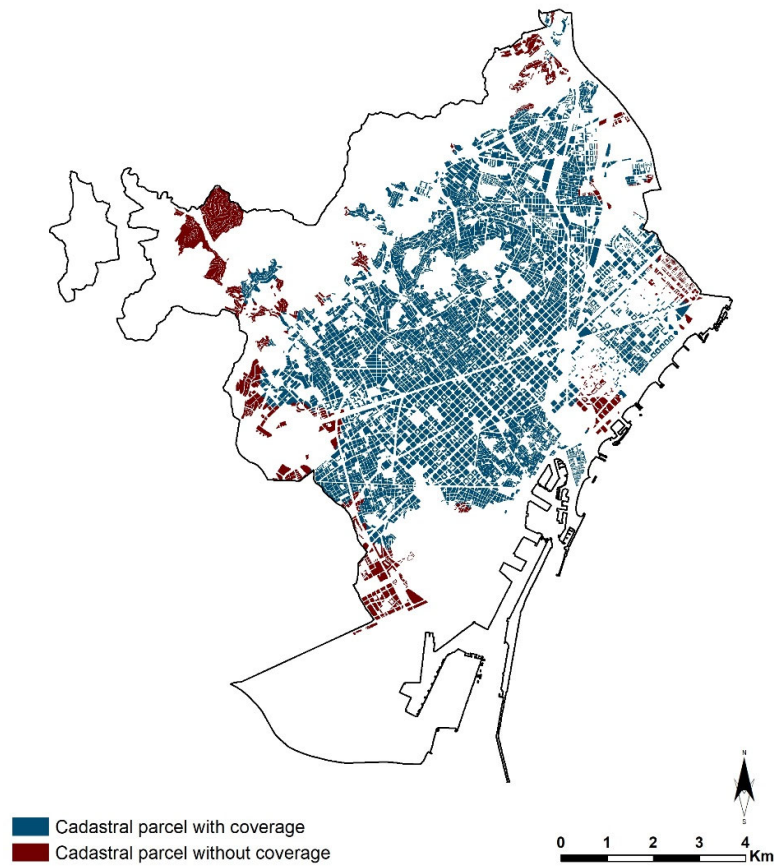 N
S
Cadastral parcel with coverage
Cadastral parcel without coverage
0 1 2 3 4
Km